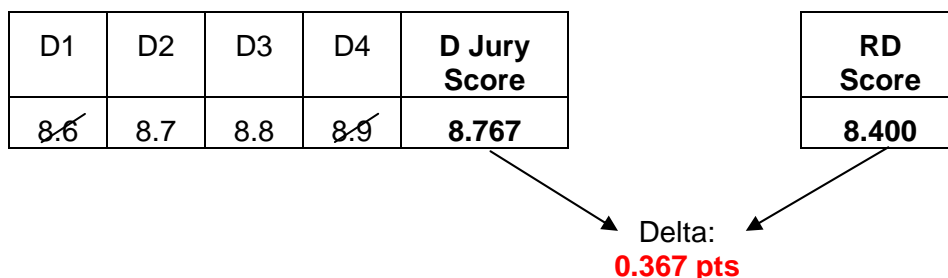 D1 D2 D3 D4 D Jury RD
Score Score
8.6 8.7 8.8 8.9 8.767 8.400
Delta:
0.367 pts